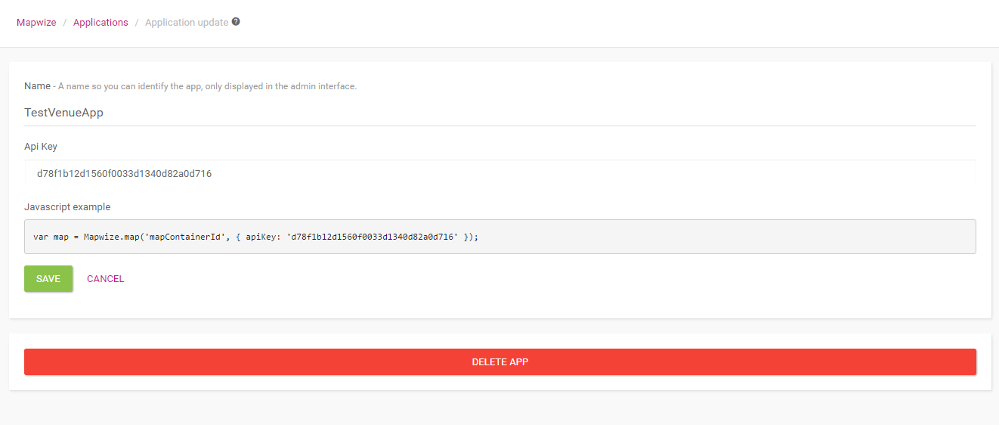 Mapwize / Applications / Application update ?
Name - A name so you can identify the app, only displayed in the admin interface.
TestVenueApp
Api Key
d78f1b12d1560f0033d1340d82a0d716
Javascript example
var map = Mapwize.map('mapContainerId', { apiKey: 'd78f1b12d1560f0033d1340d82a0d716' });
SAVE CANCEL
DELETE APP